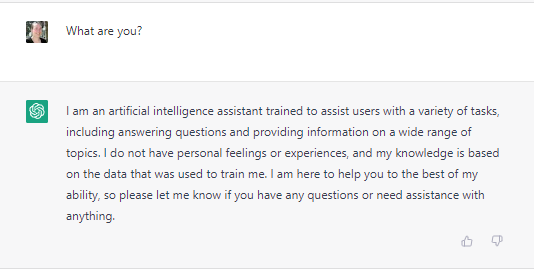 What are you?
I am an artificial intelligence assistant trained to assist users with a variety of tasks,
including answering questions and providing information on a wide range of
topics. I do not have personal feelings or experiences, and my knowledge is based
on the data that was used to train me. I am here to help you to the best of my
ability, so please let me know if you have any questions or need assistance with
anything.